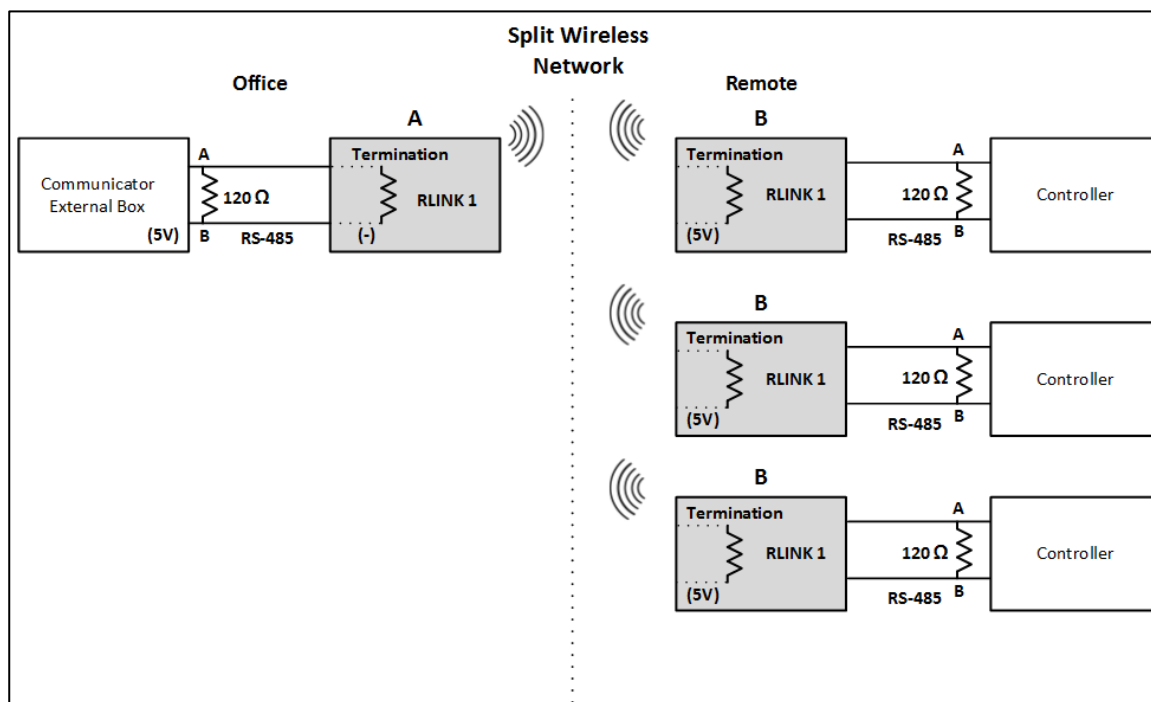 Split Wireless
Network
Office
Remote
A
Communicator
External Box
(5V)
A
120 Ω
B
RS-485
Termination
RLINK 1
(-)
B
Termination
RLINK 1
(5V)
A
120 Ω
B
RS-485
Controller
B
Termination
RLINK 1
(5V)
A
120 Ω
B
RS-485
Controller
B
Termination
RLINK 1
(5V)
A
120 Ω
B
RS-485
Controller